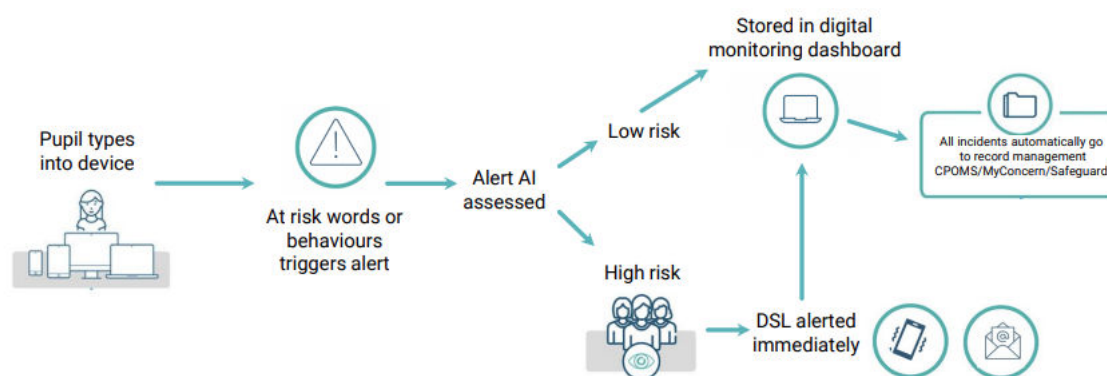 Pupil types
into device
At risk words or
behaviours
triggers alert
Alert AI
assessed
Low risk
Stored in digital
monitoring dashboard
All incidents automatically go
to record management
CPOMS/MyConcern/Safeguard
High risk
DSL alerted
immediately
@